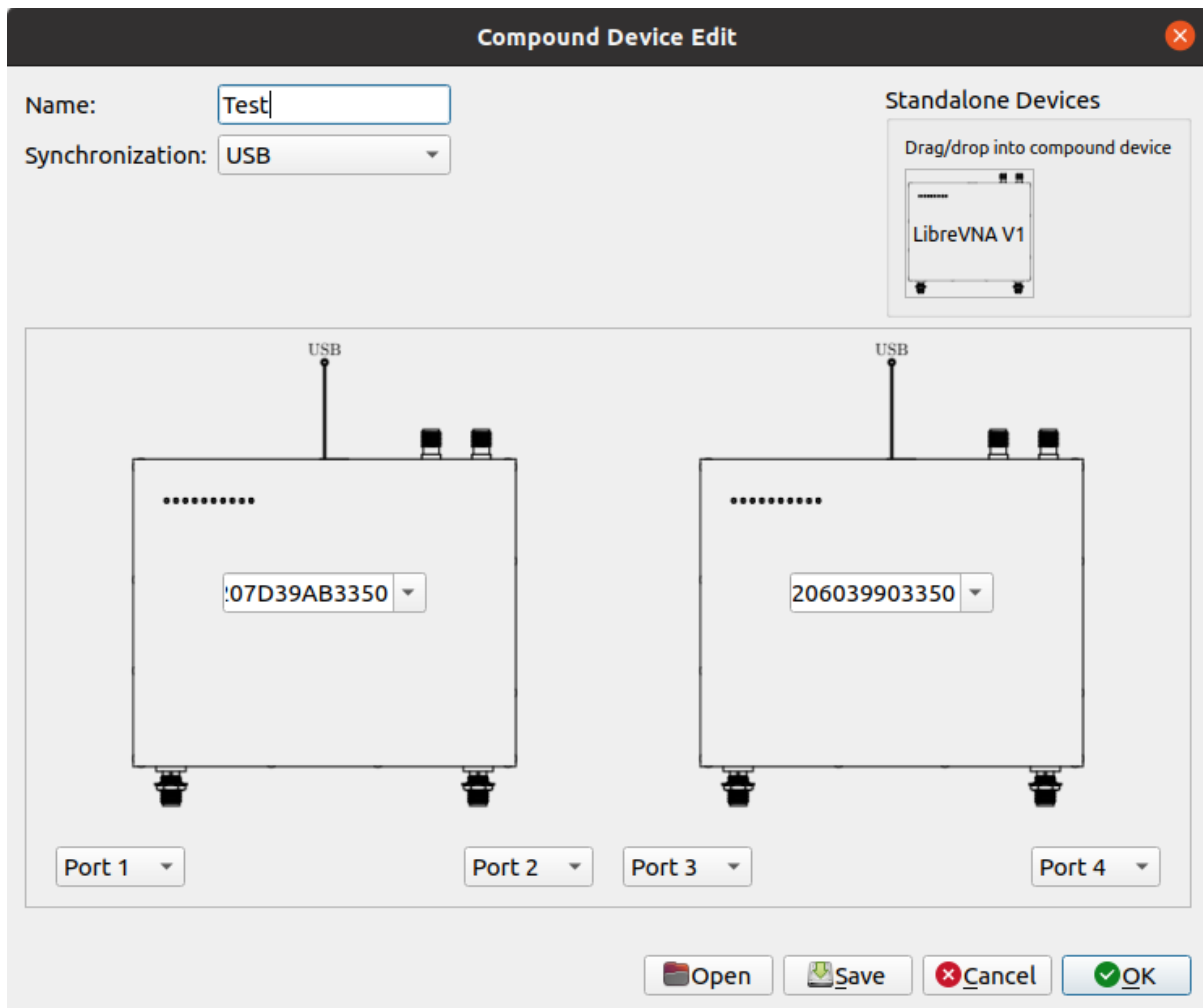 Compound Device Edit
Name:
Test
Standalone Devices
Synchronization:
USB
Drag/drop into compound device
LibreVNA V1
USB
USB
207D39AB3350
206039903350
Port 1
Port 2
Port 3
Port 4
Open
Save
Cancel
OK